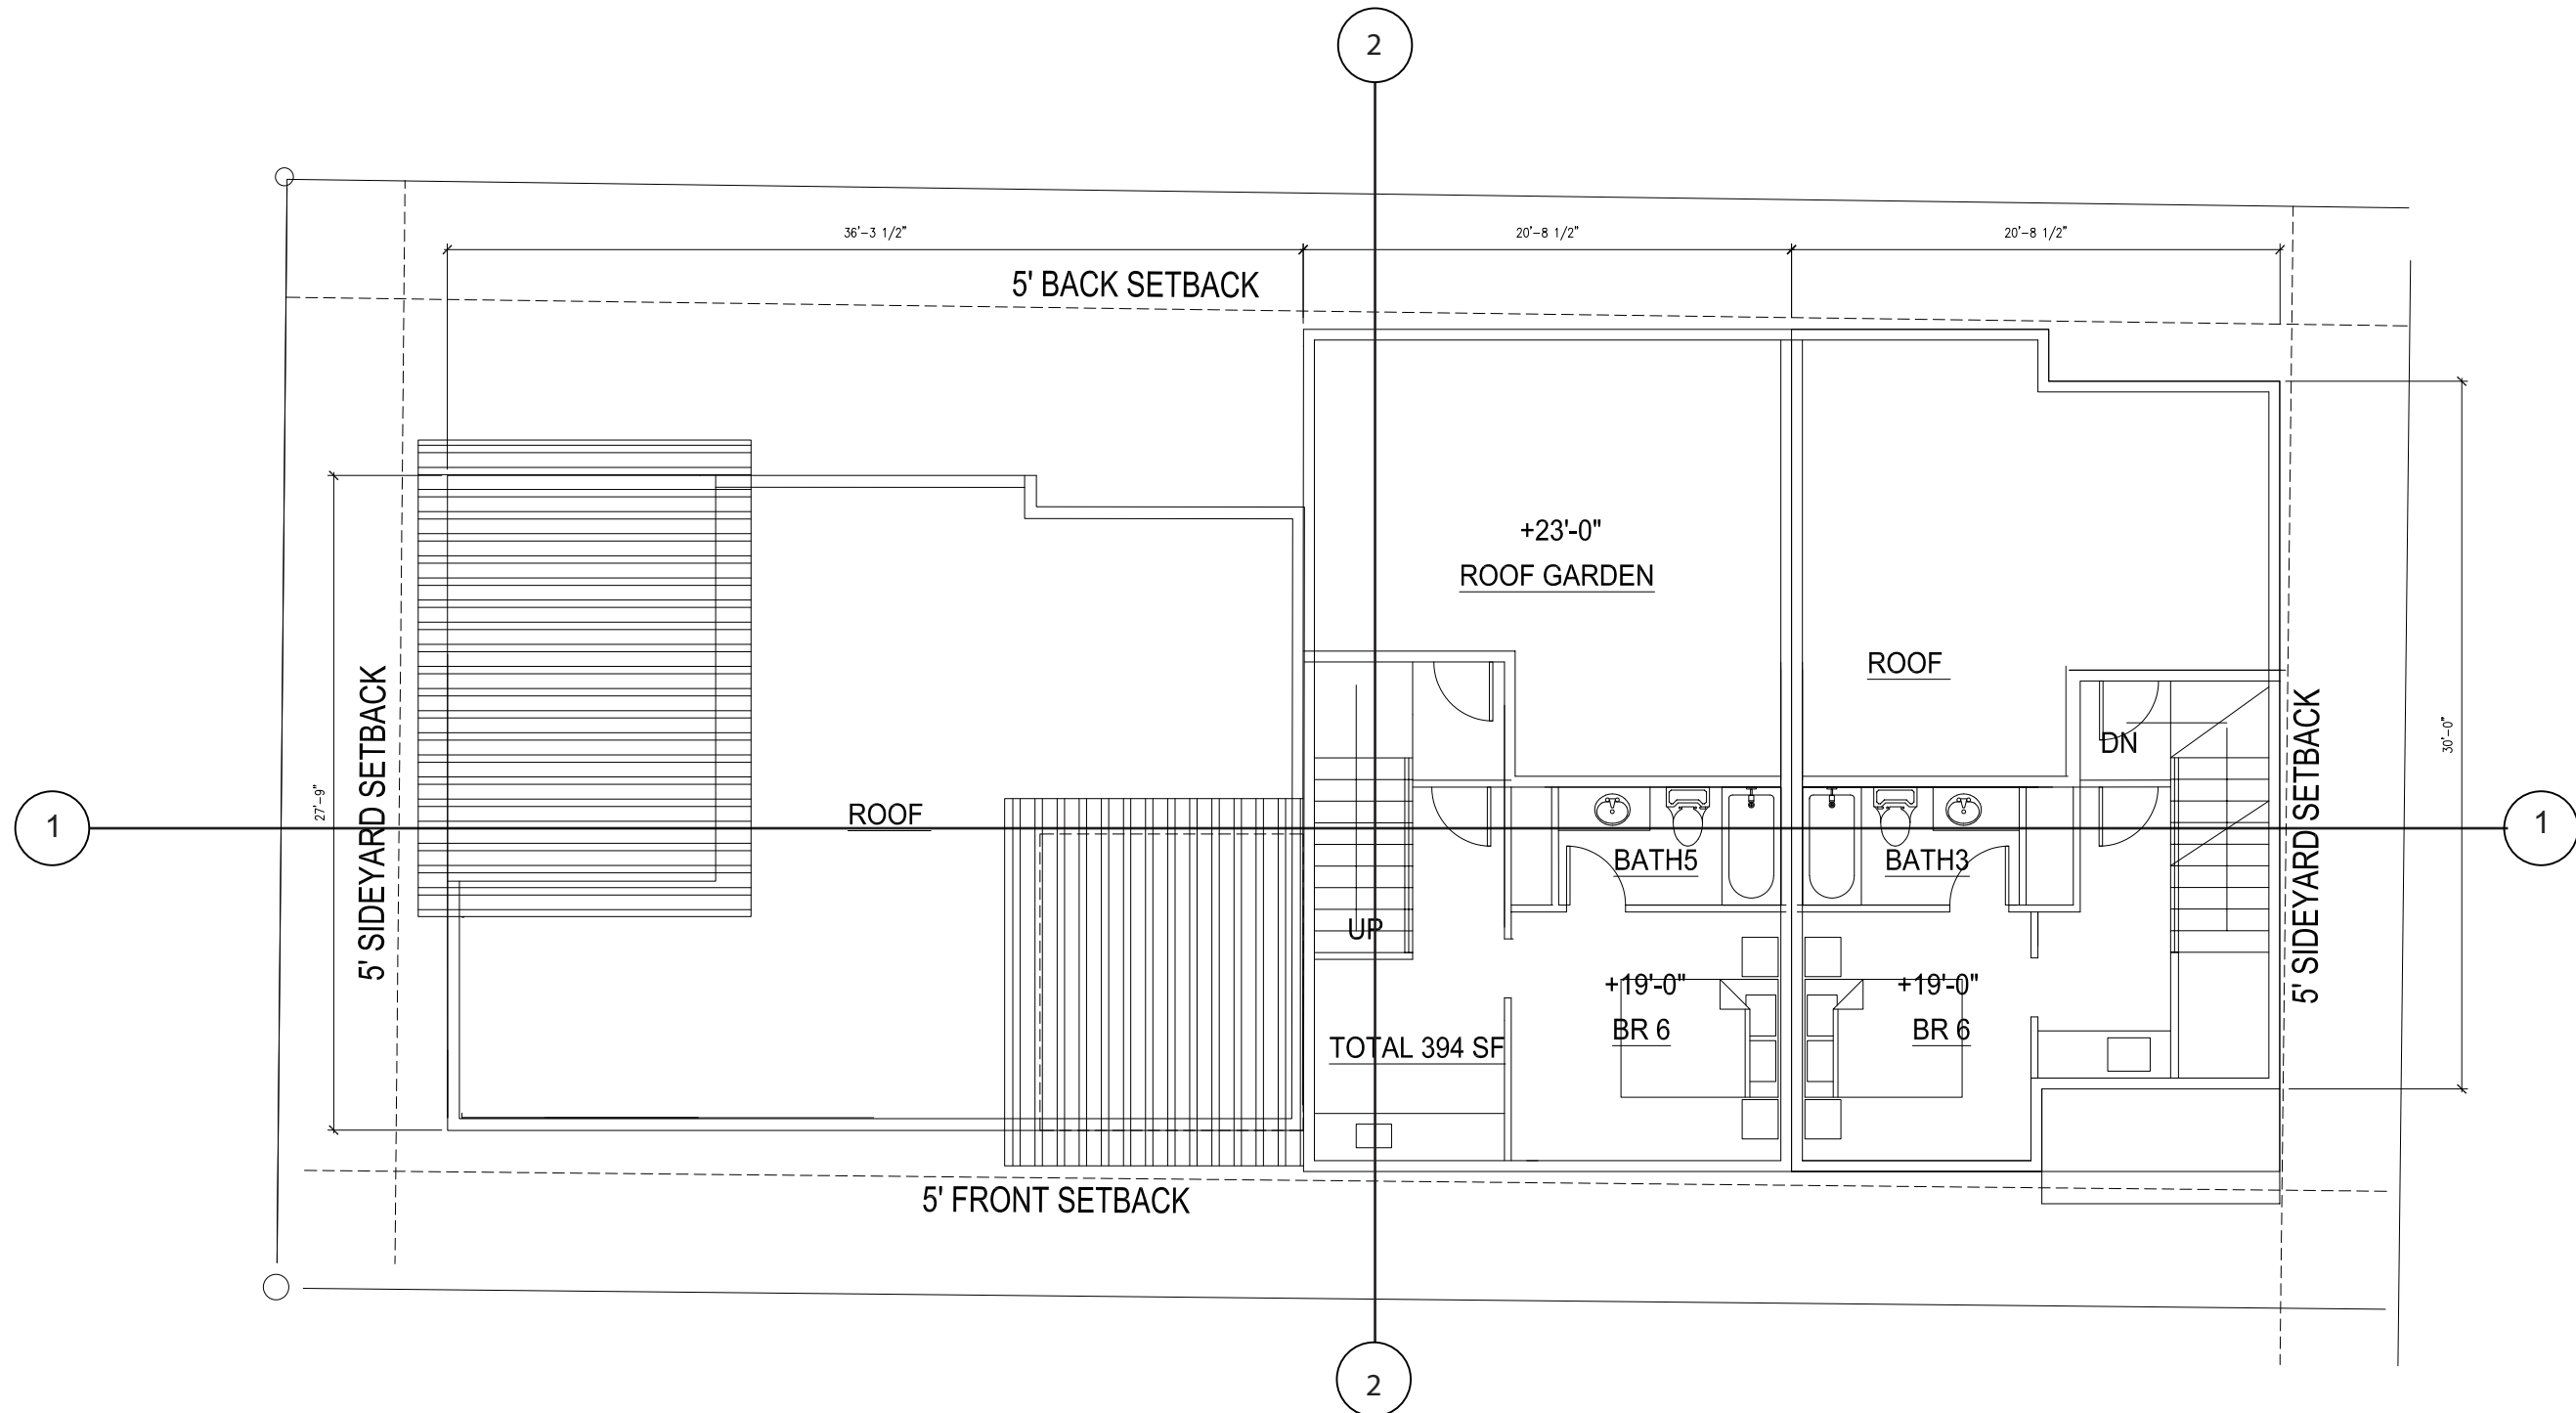 2
36'-3 1/2"
20'-8 1/2"
20'-8 1/2"
5' BACK SETBACK
+23'-0"
ROOF GARDEN
ROOF
5' SIDEYARD SETBACK
27'-9"
ROOF
DN
5' SIDEYARD SETBACK
30'-0"
1
1
BATH5
BATH3
UP
+19'-0"
BR 6
+19'-0"
BR 6
TOTAL 394 SF
5' FRONT SETBACK
2